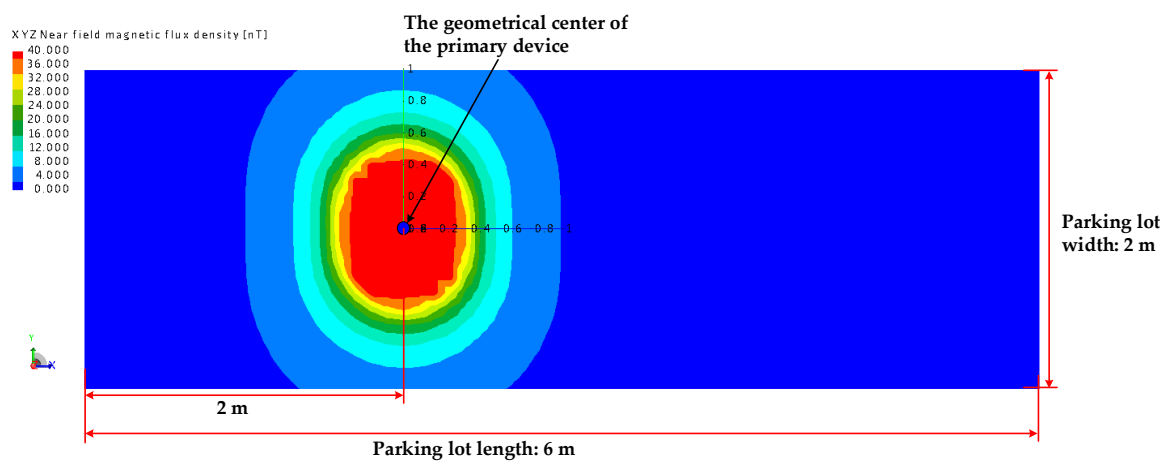 The geometrical center of
the primary device
XYZ Near field magnetic flux density [nT]
40.000
36.000
32.000
28.000
24.000
20.000
16.000
12.000
8.000
4.000
0.000
1
0.8
0.6
0.4
0.2
0.2 0.4 0.6 0.8 1
Parking lot
width: 2 m
Y
X
2 m
Parking lot length: 6 m